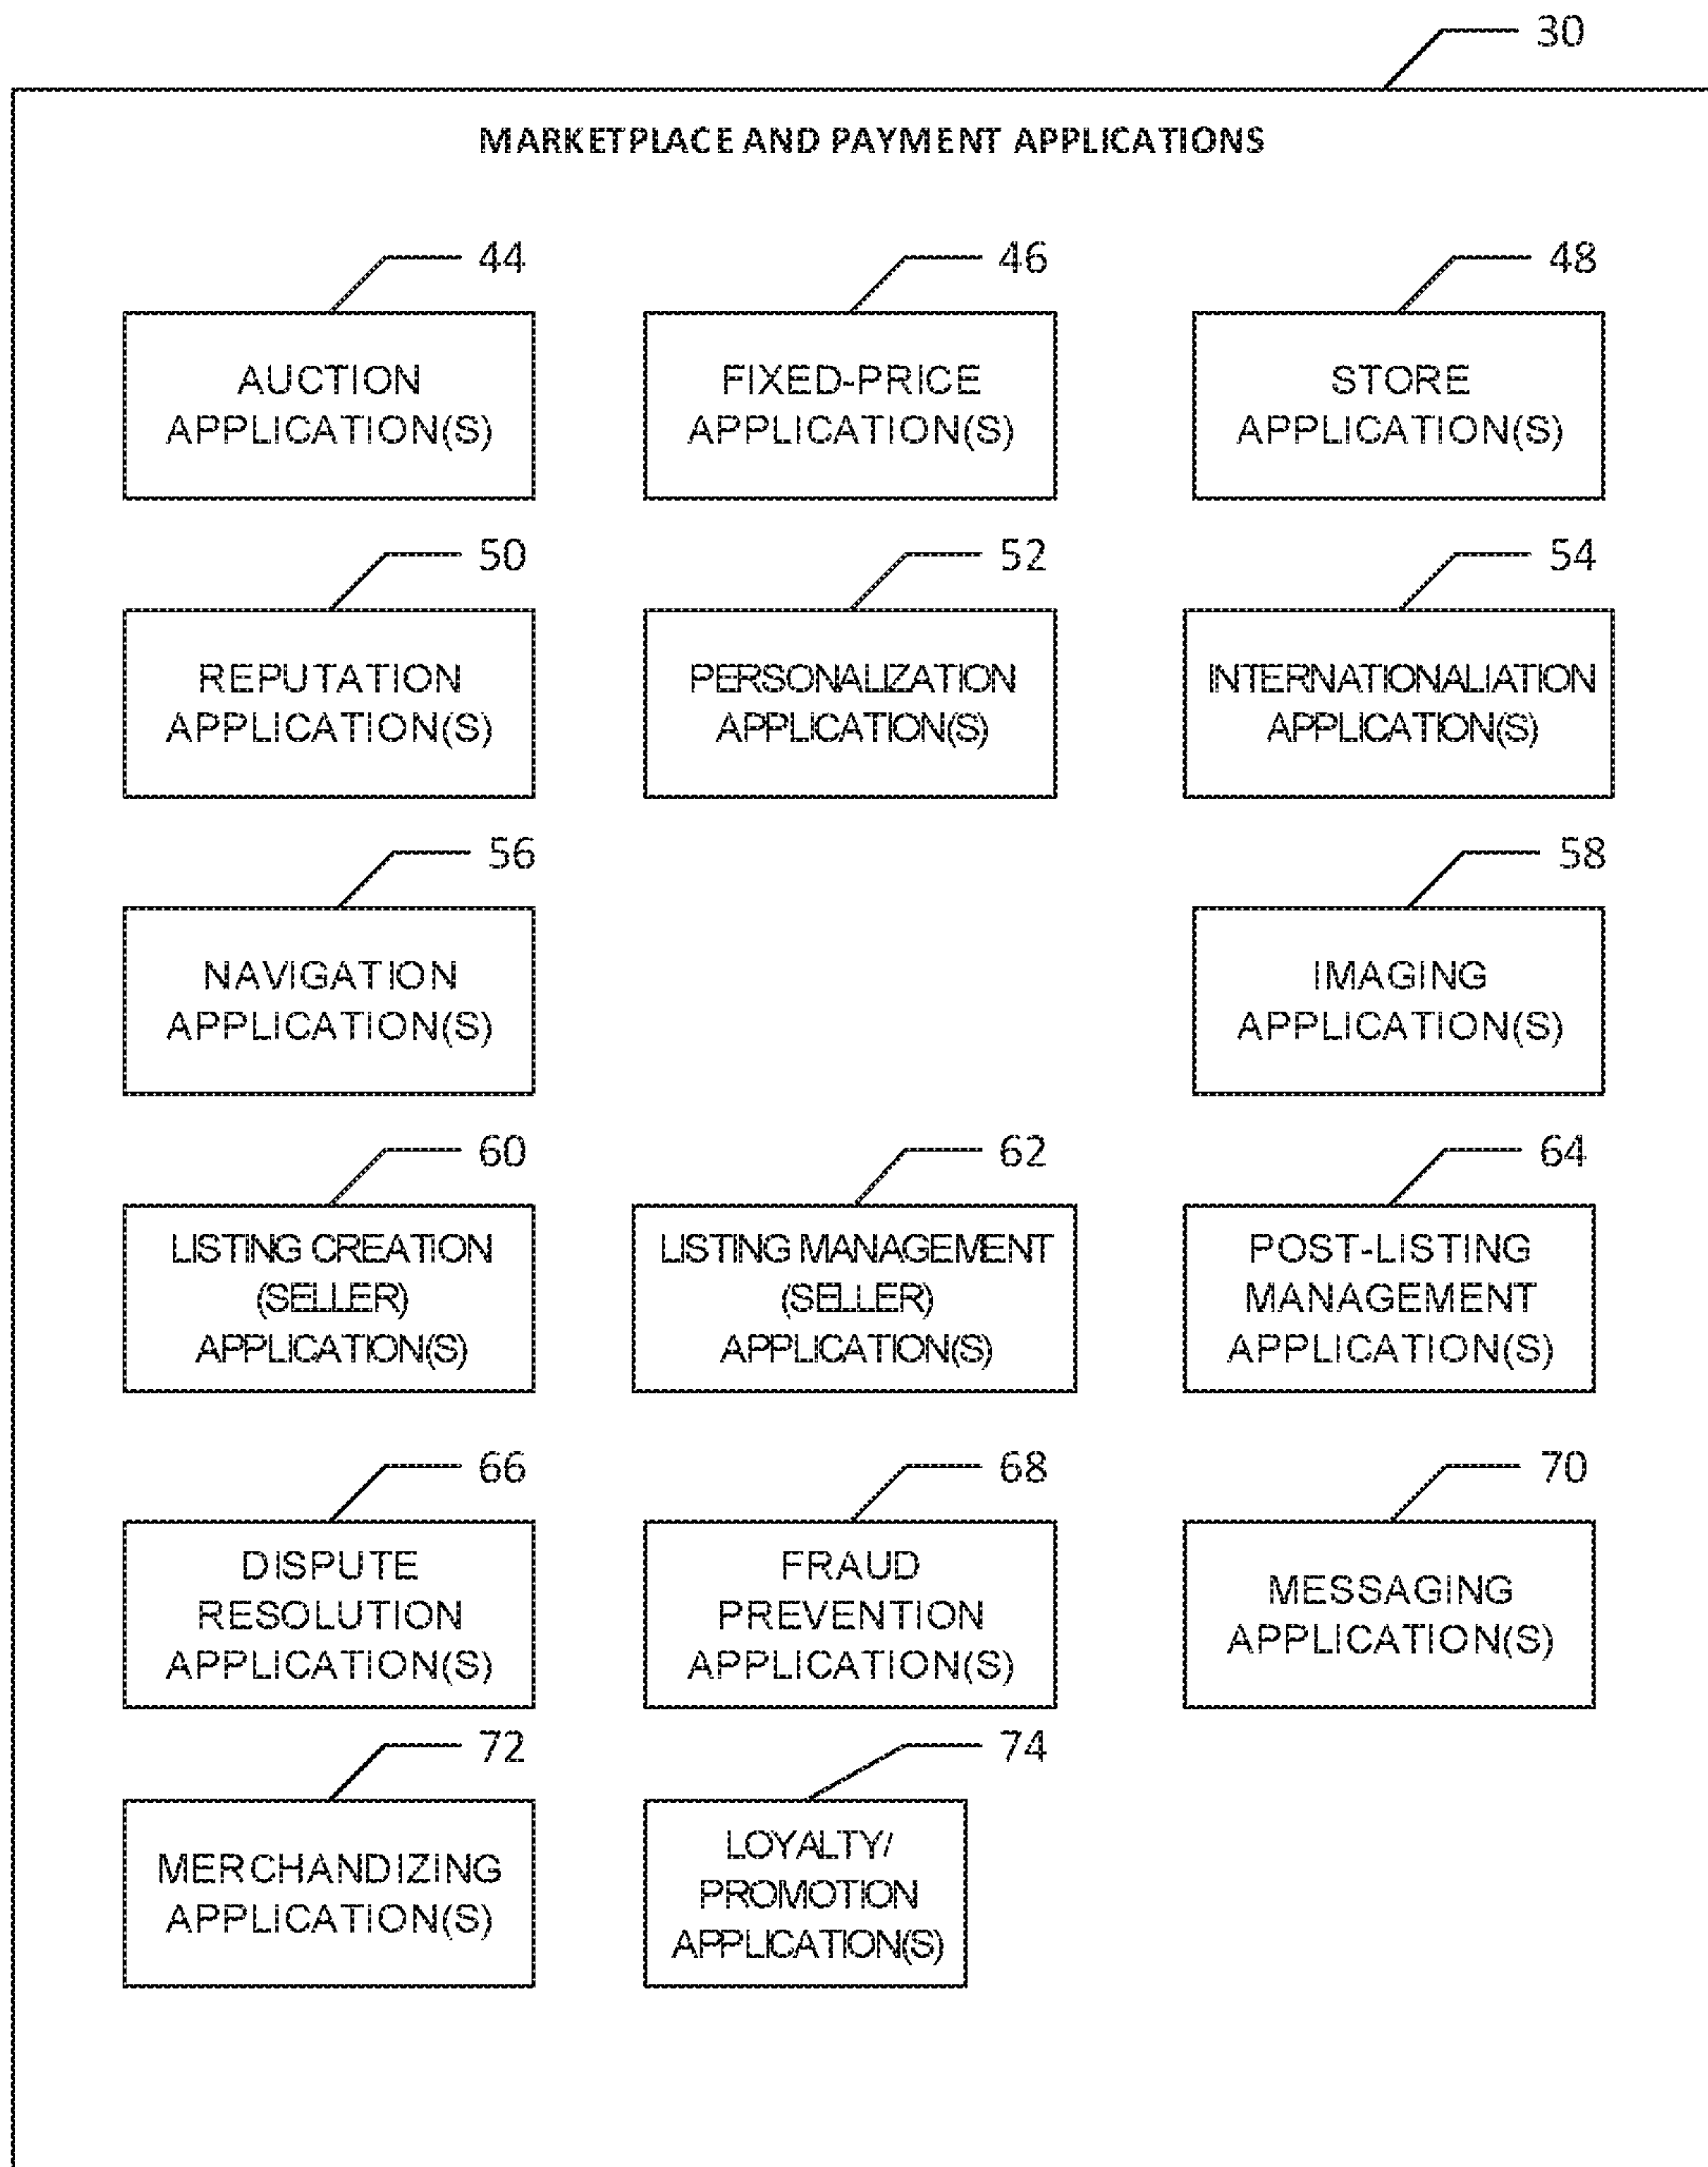 30
MARKETPLACE AND PAYMENT APPLICATIONS
44
46
48
AUCTION
APPLICATION(S)
FIXED-PRICE
APPLICATION(S)
STORE
APPLICATION(S)
50
52
54
REPUTATION
APPLICATION(S)
PERSONALIZATION
APPLICATION(S)
INTERNATIONALIATION
APPLICATION(S)
56
58
NAVIGATION
APPLICATION(S)
IMAGING
APPLICATION(S)
60
62
64
LISTING CREATION
(SELLER)
APPLICATION(S)
LISTING MANAGEMENT
(SELLER)
APPLICATION(S)
POST-LISTING
MANAGEMENT
APPLICATION(S)
66
68
70
DISPUTE
RESOLUTION
APPLICATION(S)
FRAUD
PREVENTION
APPLICATION(S)
MESSAGING
APPLICATION(S)
72
74
MERCHANDIZING
APPLICATION(S)
LOYALTY/
PROMOTION
APPLICATION(S)